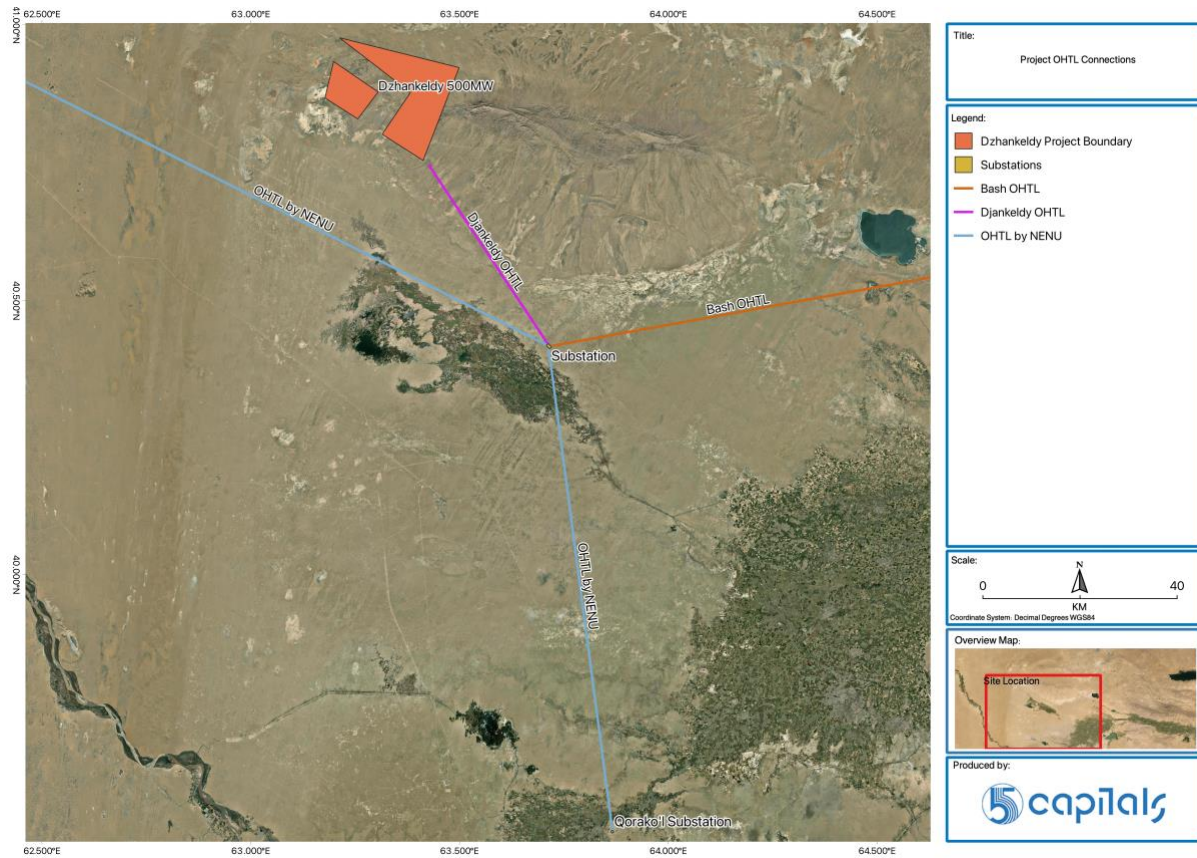 62.500°E 63.000°E 63.500°E 64.000°E 64.500°E
41.000°N
40.500°N
40.000°N
Dzhankeldy 500MW
OHTL by NENU
Djankeldy OHTL
Bash OHTL
Substation
OHTL by NENU
Qorako'l Substation
62.500°E 63.000°E 63.500°E 64.000°E 64.500°E
Title:
Project OHTL Connections
Legend:
Dzhankeldy Project Boundary
Substations
Bash OHTL
Djankeldy OHTL
OHTL by NENU
Scale:
N
0 40
KM
Coordinate System: Decimal Degrees WGS84
Overview Map:
Site Location
Produced by:
5 capitals